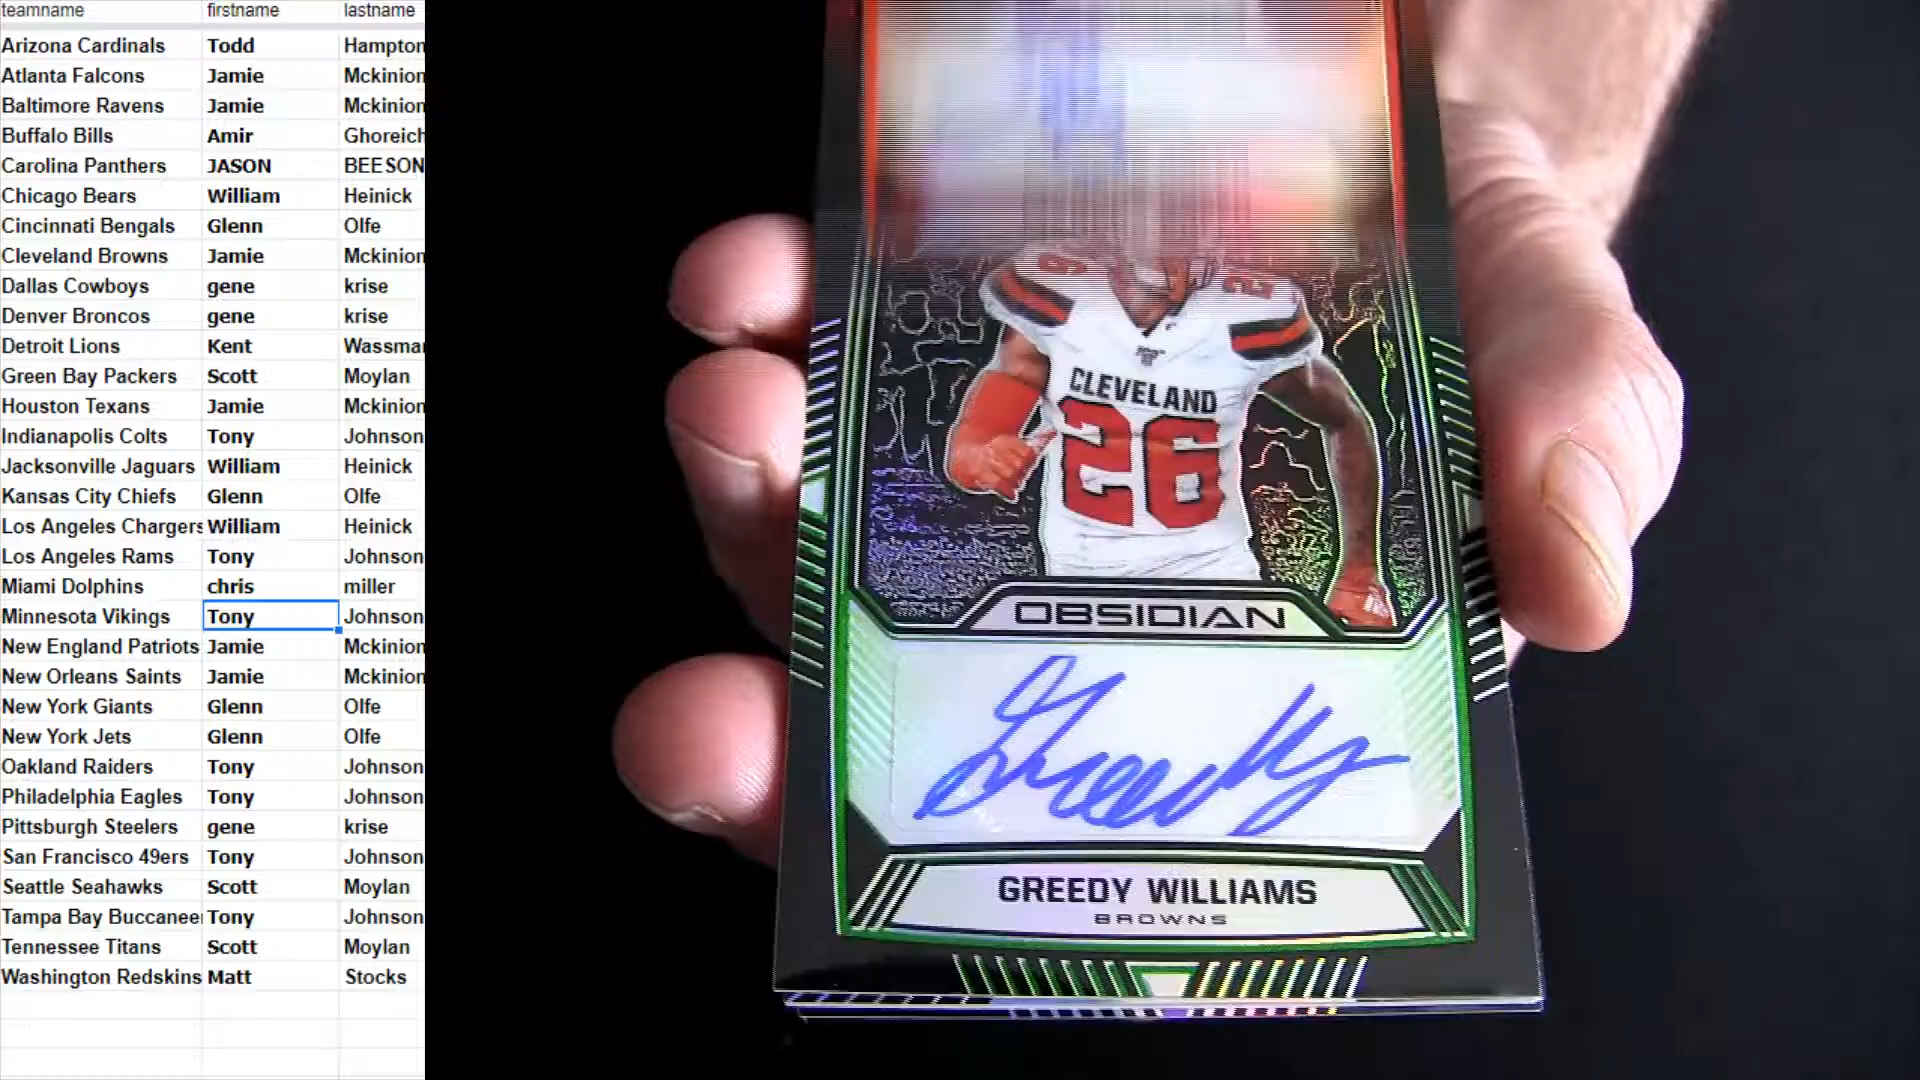 teamname firstname lastname
Arizona Cardinals Todd Hampton
Atlanta Falcons Jamie Mckinion
Baltimore Ravens Jamie Mckinion
Buffalo Bills Amir Ghoreich
Carolina Panthers JASON BEESON
Chicago Bears William Heinick
Cincinnati Bengals Glenn Olfe
Cleveland Browns Jamie Mckinion
Dallas Cowboys gene krise
Denver Broncos gene krise
Detroit Lions Kent Wassma
Green Bay Packers Scott Moylan
Houston Texans Jamie Mckinion
Indianapolis Colts Tony Johnson
Jacksonville Jaguars William Heinick
Kansas City Chiefs Glenn Olfe
Los Angeles Chargers William Heinick
Los Angeles Rams Tony Johnson
Miami Dolphins chris miller
Minnesota Vikings Tony Johnson
New England Patriots Jamie Mckinion
New Orleans Saints Jamie Mckinion
New York Giants Glenn Olfe
New York Jets Glenn Olfe
Oakland Raiders Tony Johnson
Philadelphia Eagles Tony Johnson
Pittsburgh Steelers gene krise
San Francisco 49ers Tony Johnson
Seattle Seahawks Scott Moylan
Tampa Bay Buccanee Tony Johnson
Tennessee Titans Scott Moylan
Washington Redskins Matt Stocks
26
CLEVELAND
26
OBSIDIAN
Greedy
GREEDY WILLIAMS
BROWNS